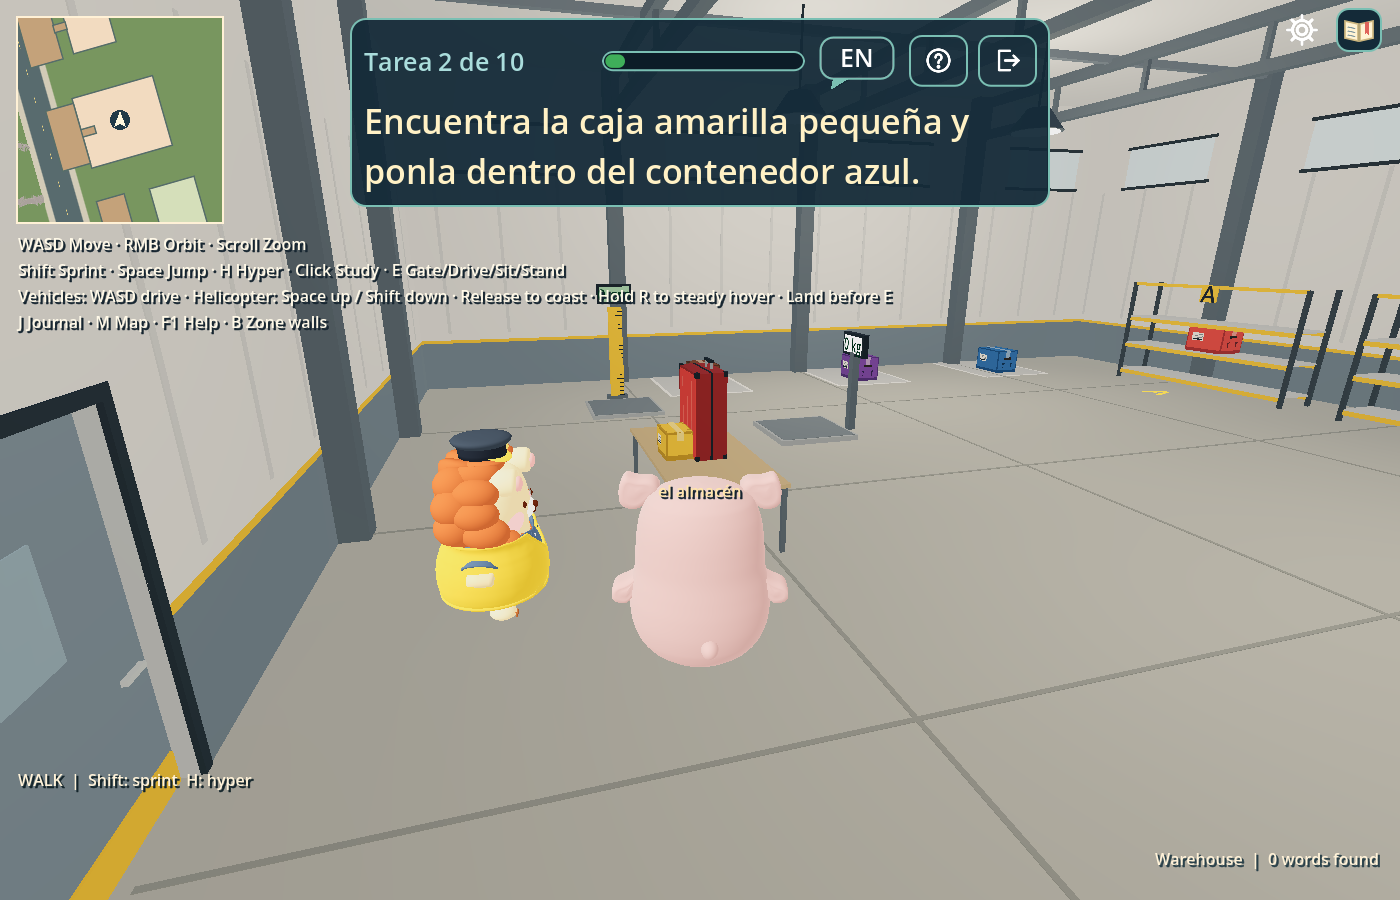 Tarea 2 de 10
EN
Encuentra la caja amarilla pequeña y
ponla dentro del contenedor azul.
WASD Move · RMB Orbit · Scroll Zoom
Shift Sprint · Space Jump · H Hyper · Click Study · E Gate/Drive/Sit/Stand
Vehicles: WASD drive · Helicopter: Space up / Shift down · Release to coast · Hold R to steady hover · Land before E
J Journal · M Map · F1 Help · B Zone walls
A
0 kg
el almacén
WALK | Shift: sprint H: hyper
Warehouse | 0 words found